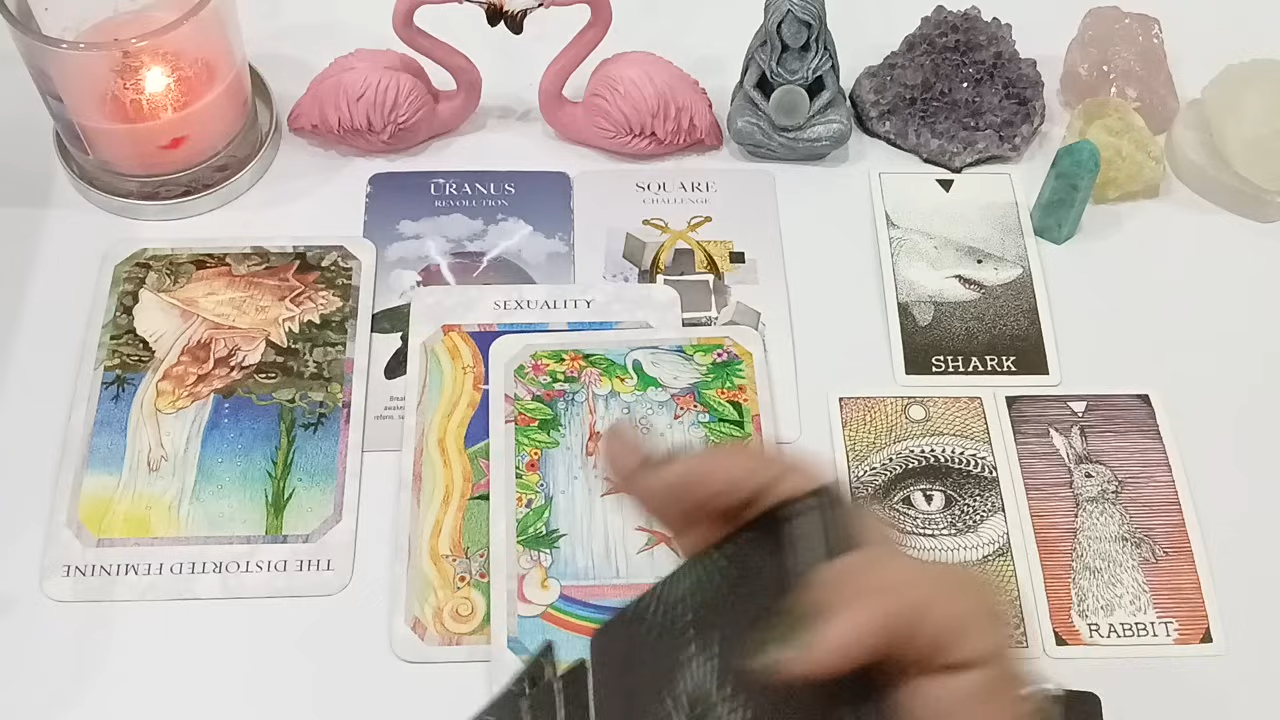 URANUS
REVOLUTION
SQUARE
CHALLENGE
SEXUALITY
THE DISTORTED FEMININE
SHARK
RABBIT